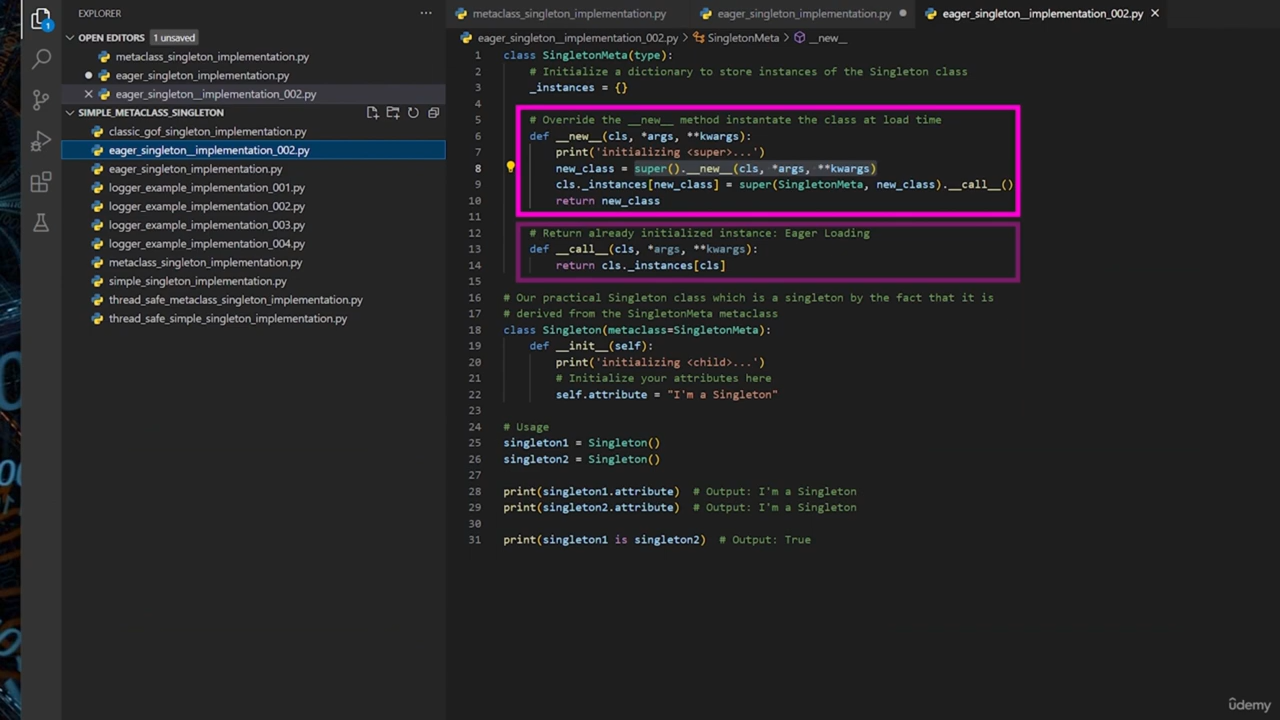 EXPLORER
OPEN EDITORS 1 unsaved
metaclass_singleton_implementation.py
eager_singleton_implementation.py
eager_singleton__implementation_002.py
SIMPLE_METACLASS_SINGLETON
classic_gof_singleton_implementation.py
eager_singleton__implementation_002.py
eager_singleton_implementation.py
logger_example_implementation_001.py
logger_example_implementation_002.py
logger_example_implementation_003.py
logger_example_implementation_004.py
metaclass_singleton_implementation.py
simple_singleton_implementation.py
thread_safe_metaclass_singleton_implementation.py
thread_safe_simple_singleton_implementation.py
1
metaclass_singleton_implementation.py eager_singleton_implementation.py eager_singleton__implementation_002.py
eager_singleton__implementation_002.py > SingletonMeta > __new__
1 class SingletonMeta(type):
2 # Initialize a dictionary to store instances of the Singleton class
3 _instances = {}
4
5 # Override the __new__ method instantate the class at load time
6 def __new__(cls, *args, **kwargs):
7 print('initializing <super>...')
8 new_class = super().__new__(cls, *args, **kwargs)
9 cls._instances[new_class] = super(SingletonMeta, new_class).__call__()
10 return new_class
11
12 # Return already initialized instance: Eager Loading
13 def __call__(cls, *args, **kwargs):
14 return cls._instances[cls]
15
16 # Our practical Singleton class which is a singleton by the fact that it is
17 # derived from the SingletonMeta metaclass
18 class Singleton(metaclass=SingletonMeta):
19 def __init__(self):
20 print('initializing <child>...')
21 # Initialize your attributes here
22 self.attribute = "I'm a Singleton"
23
24 # Usage
25 singleton1 = Singleton()
26 singleton2 = Singleton()
27
28 print(singleton1.attribute) # Output: I'm a Singleton
29 print(singleton2.attribute) # Output: I'm a Singleton
30
31 print(singleton1 is singleton2) # Output: True
ûdemy